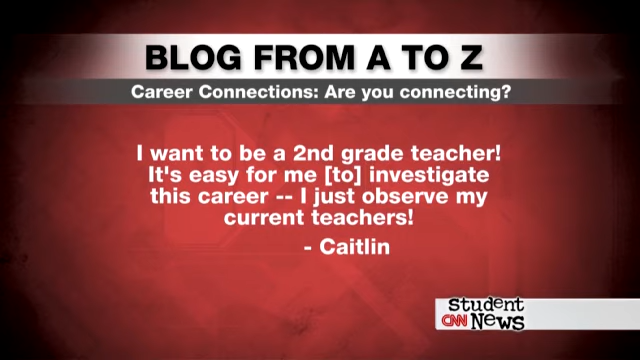 BLOG FROM A TO Z
Career Connections: Are you connecting?
I want to be a 2nd grade teacher!
It's easy for me [to] investigate
this career -- I just observe my
current teachers!
- Caitlin
student
CNN News